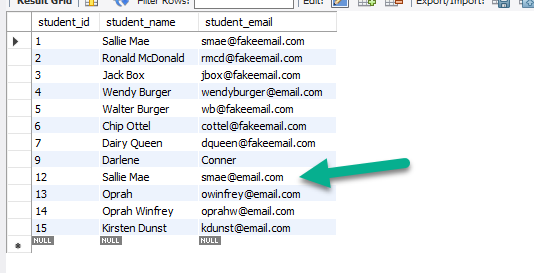 Result Grid Filter Rows: Edit: Export/Import:
student_id student_name student_email
1 Sallie Mae smae@fakeemail.com
2 Ronald McDonald rmcd@fakeemail.com
3 Jack Box jbox@fakeemail.com
4 Wendy Burger wendyburger@email.com
5 Walter Burger wb@fakeemail.com
6 Chip Ottel cottel@fakeemail.com
7 Dairy Queen dqueen@fakeemail.com
9 Darlene Conner
12 Sallie Mae smae@email.com
13 Oprah owinfrey@email.com
14 Oprah Winfrey oprahw@email.com
15 Kirsten Dunst kdunst@email.com
NULL NULL NULL